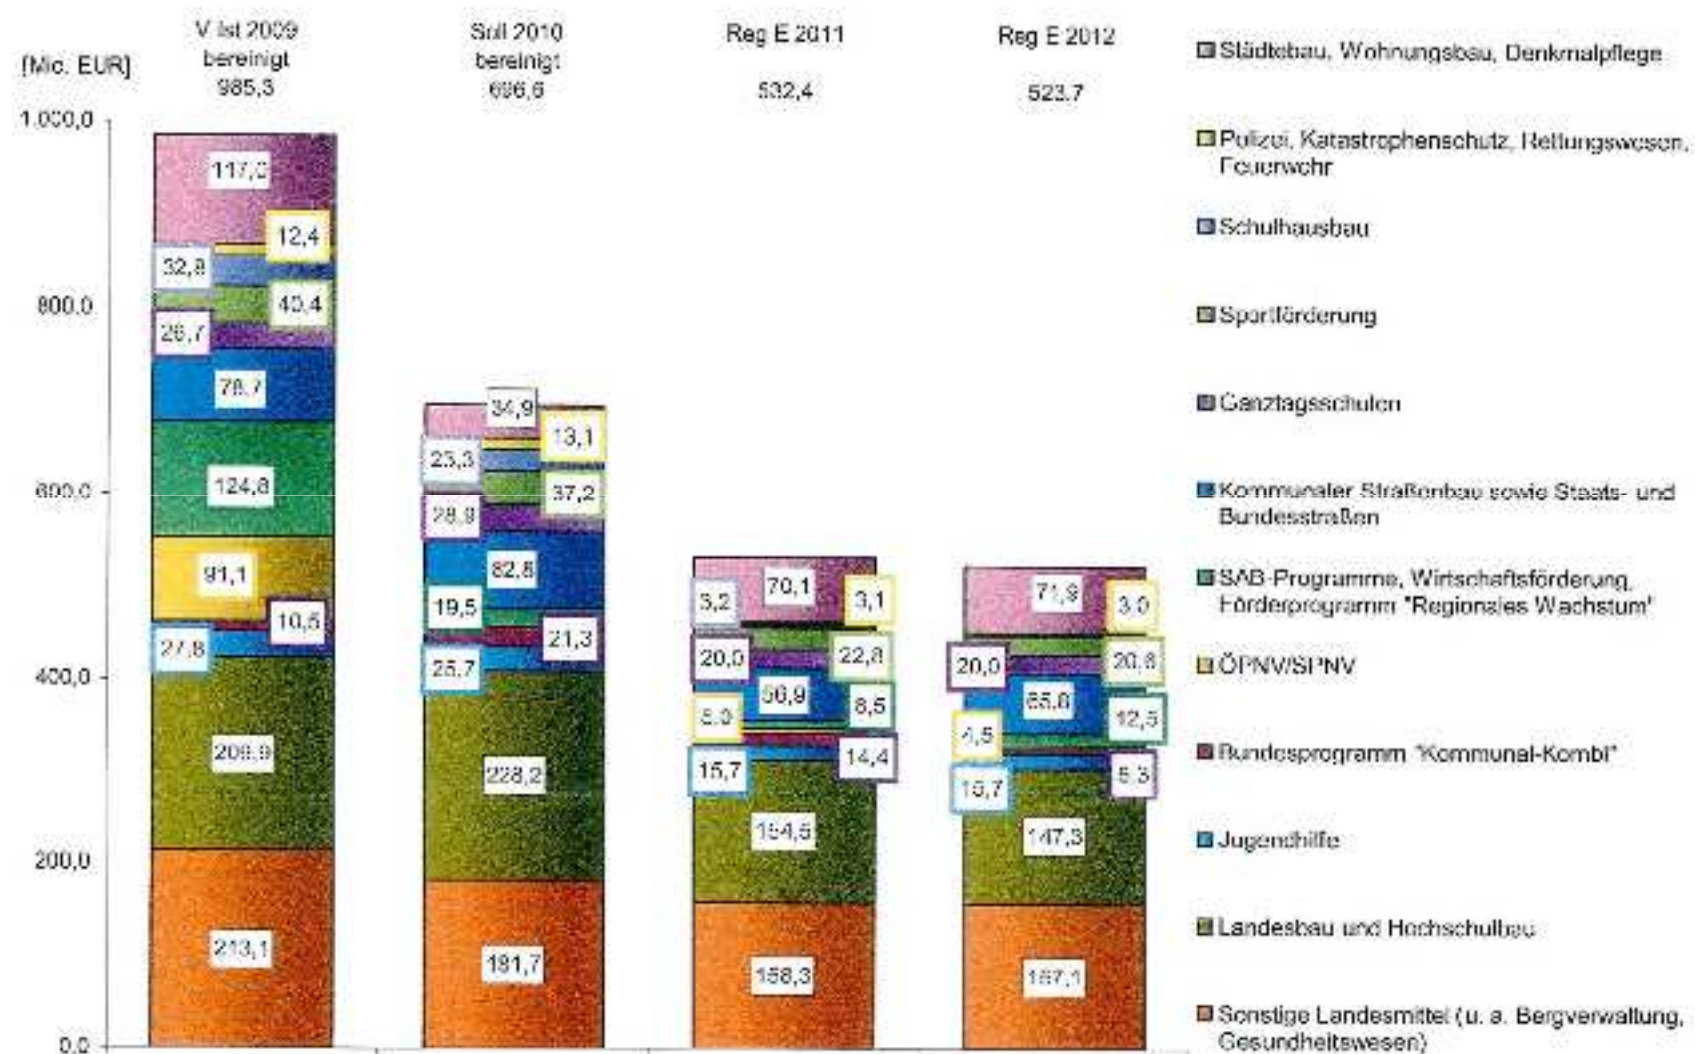 V Ist 2009
bereinigt
985,3
Soll 2010
bereinigt
696,6
Reg E 2011
532,4
Reg E 2012
523,7
[Mio. EUR]
1.000,0
800,0
600,0
400,0
200,0
0,0
117,0
12,4
32,8
40,4
26,7
78,7
124,8
91,1
10,5
27,8
209,9
213,1
34,9
13,1
23,3
37,2
28,9
82,8
19,5
21,3
25,7
228,2
181,7
70,1
3,2
3,1
20,0
22,8
56,9
8,5
5,0
14,4
15,7
154,5
158,3
71,9
3,0
20,0
20,6
65,8
12,5
4,5
5,3
15,7
147,3
157,1
Städtebau, Wohnungsbau, Denkmalpflege
Polizei, Katastrophenschutz, Rettungswesen,
Feuerwehr
Schulhausbau
Sportförderung
Ganztagsschulen
Kommunaler Straßenbau sowie Staats- und
Bundesstraßen
SAB-Programme, Wirtschaftsförderung,
Förderprogramm "Regionales Wachstum"
ÖPNV/SPNV
Bundesprogramm "Kommunal-Kombi"
Jugendhilfe
Landesbau und Hochschulbau
Sonstige Landesmittel (u. a. Bergverwaltung,
Gesundheitswesen)